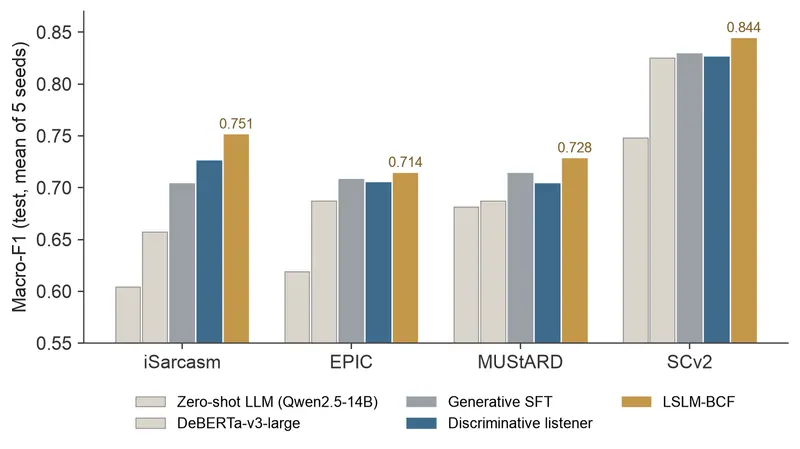 Macro-F1 (test, mean of 5 seeds)
0.85
0.80
0.75
0.70
0.65
0.60
0.55
0.751
0.714
0.728
0.844
iSarcasm
EPIC
MUStARD
SCv2
Zero-shot LLM (Qwen2.5-14B)
DeBERTa-v3-large
Generative SFT
Discriminative listener
LSLM-BCF